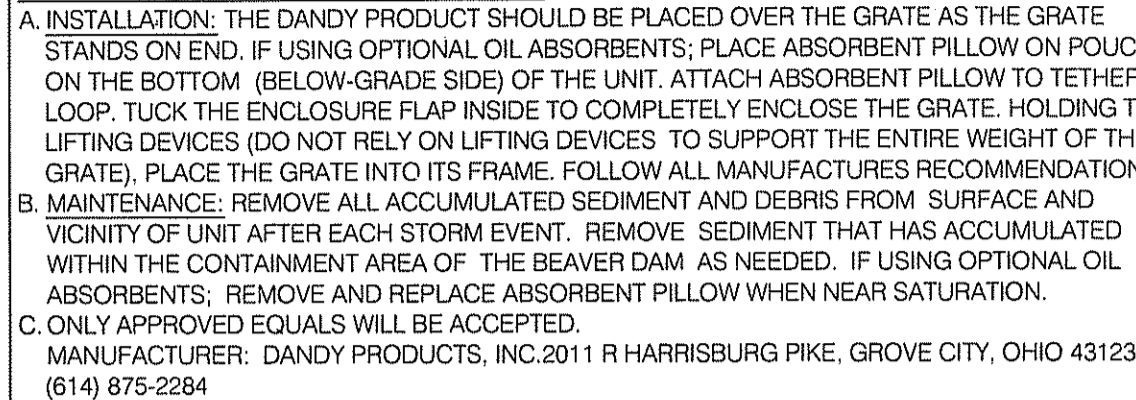 A. INSTALLATION: THE DANDY PRODUCT SHOULD BE PLACED OVER THE GRATE AS THE GRATE
STANDS ON END. IF USING OPTIONAL OIL ABSORBENTS; PLACE ABSORBENT PILLOW ON POUC
ON THE BOTTOM (BELOW-GRADE SIDE) OF THE UNIT. ATTACH ABSORBENT PILLOW TO TETHER
LOOP. TUCK THE ENCLOSURE FLAP INSIDE TO COMPLETELY ENCLOSE THE GRATE. HOLDING T
LIFTING DEVICES (DO NOT RELY ON LIFTING DEVICES TO SUPPORT THE ENTIRE WEIGHT OF TH
GRATE), PLACE THE GRATE INTO ITS FRAME. FOLLOW ALL MANUFACTURES RECOMMENDATION
B. MAINTENANCE: REMOVE ALL ACCUMULATED SEDIMENT AND DEBRIS FROM SURFACE AND
VICINITY OF UNIT AFTER EACH STORM EVENT. REMOVE SEDIMENT THAT HAS ACCUMULATED
WITHIN THE CONTAINMENT AREA OF THE BEAVER DAM AS NEEDED. IF USING OPTIONAL OIL
ABSORBENTS; REMOVE AND REPLACE ABSORBENT PILLOW WHEN NEAR SATURATION.
C. ONLY APPROVED EQUALS WILL BE ACCEPTED.
MANUFACTURER: DANDY PRODUCTS, INC.2011 R HARRISBURG PIKE, GROVE CITY, OHIO 43123
(614) 875-2284